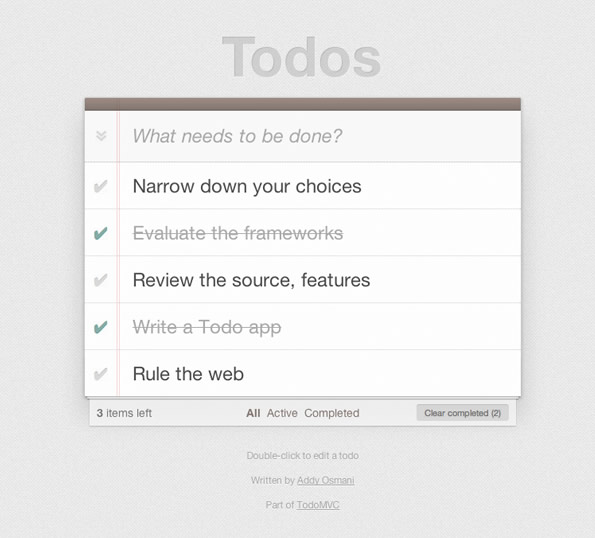 Todos
What needs to be done?
Narrow down your choices
Evaluate the frameworks
Review the source, features
Write a Todo app
Rule the web
3 items left All Active Completed Clear completed (2)
Double-click to edit a todo
Written by Addy Osmani
Part of TodoMVC